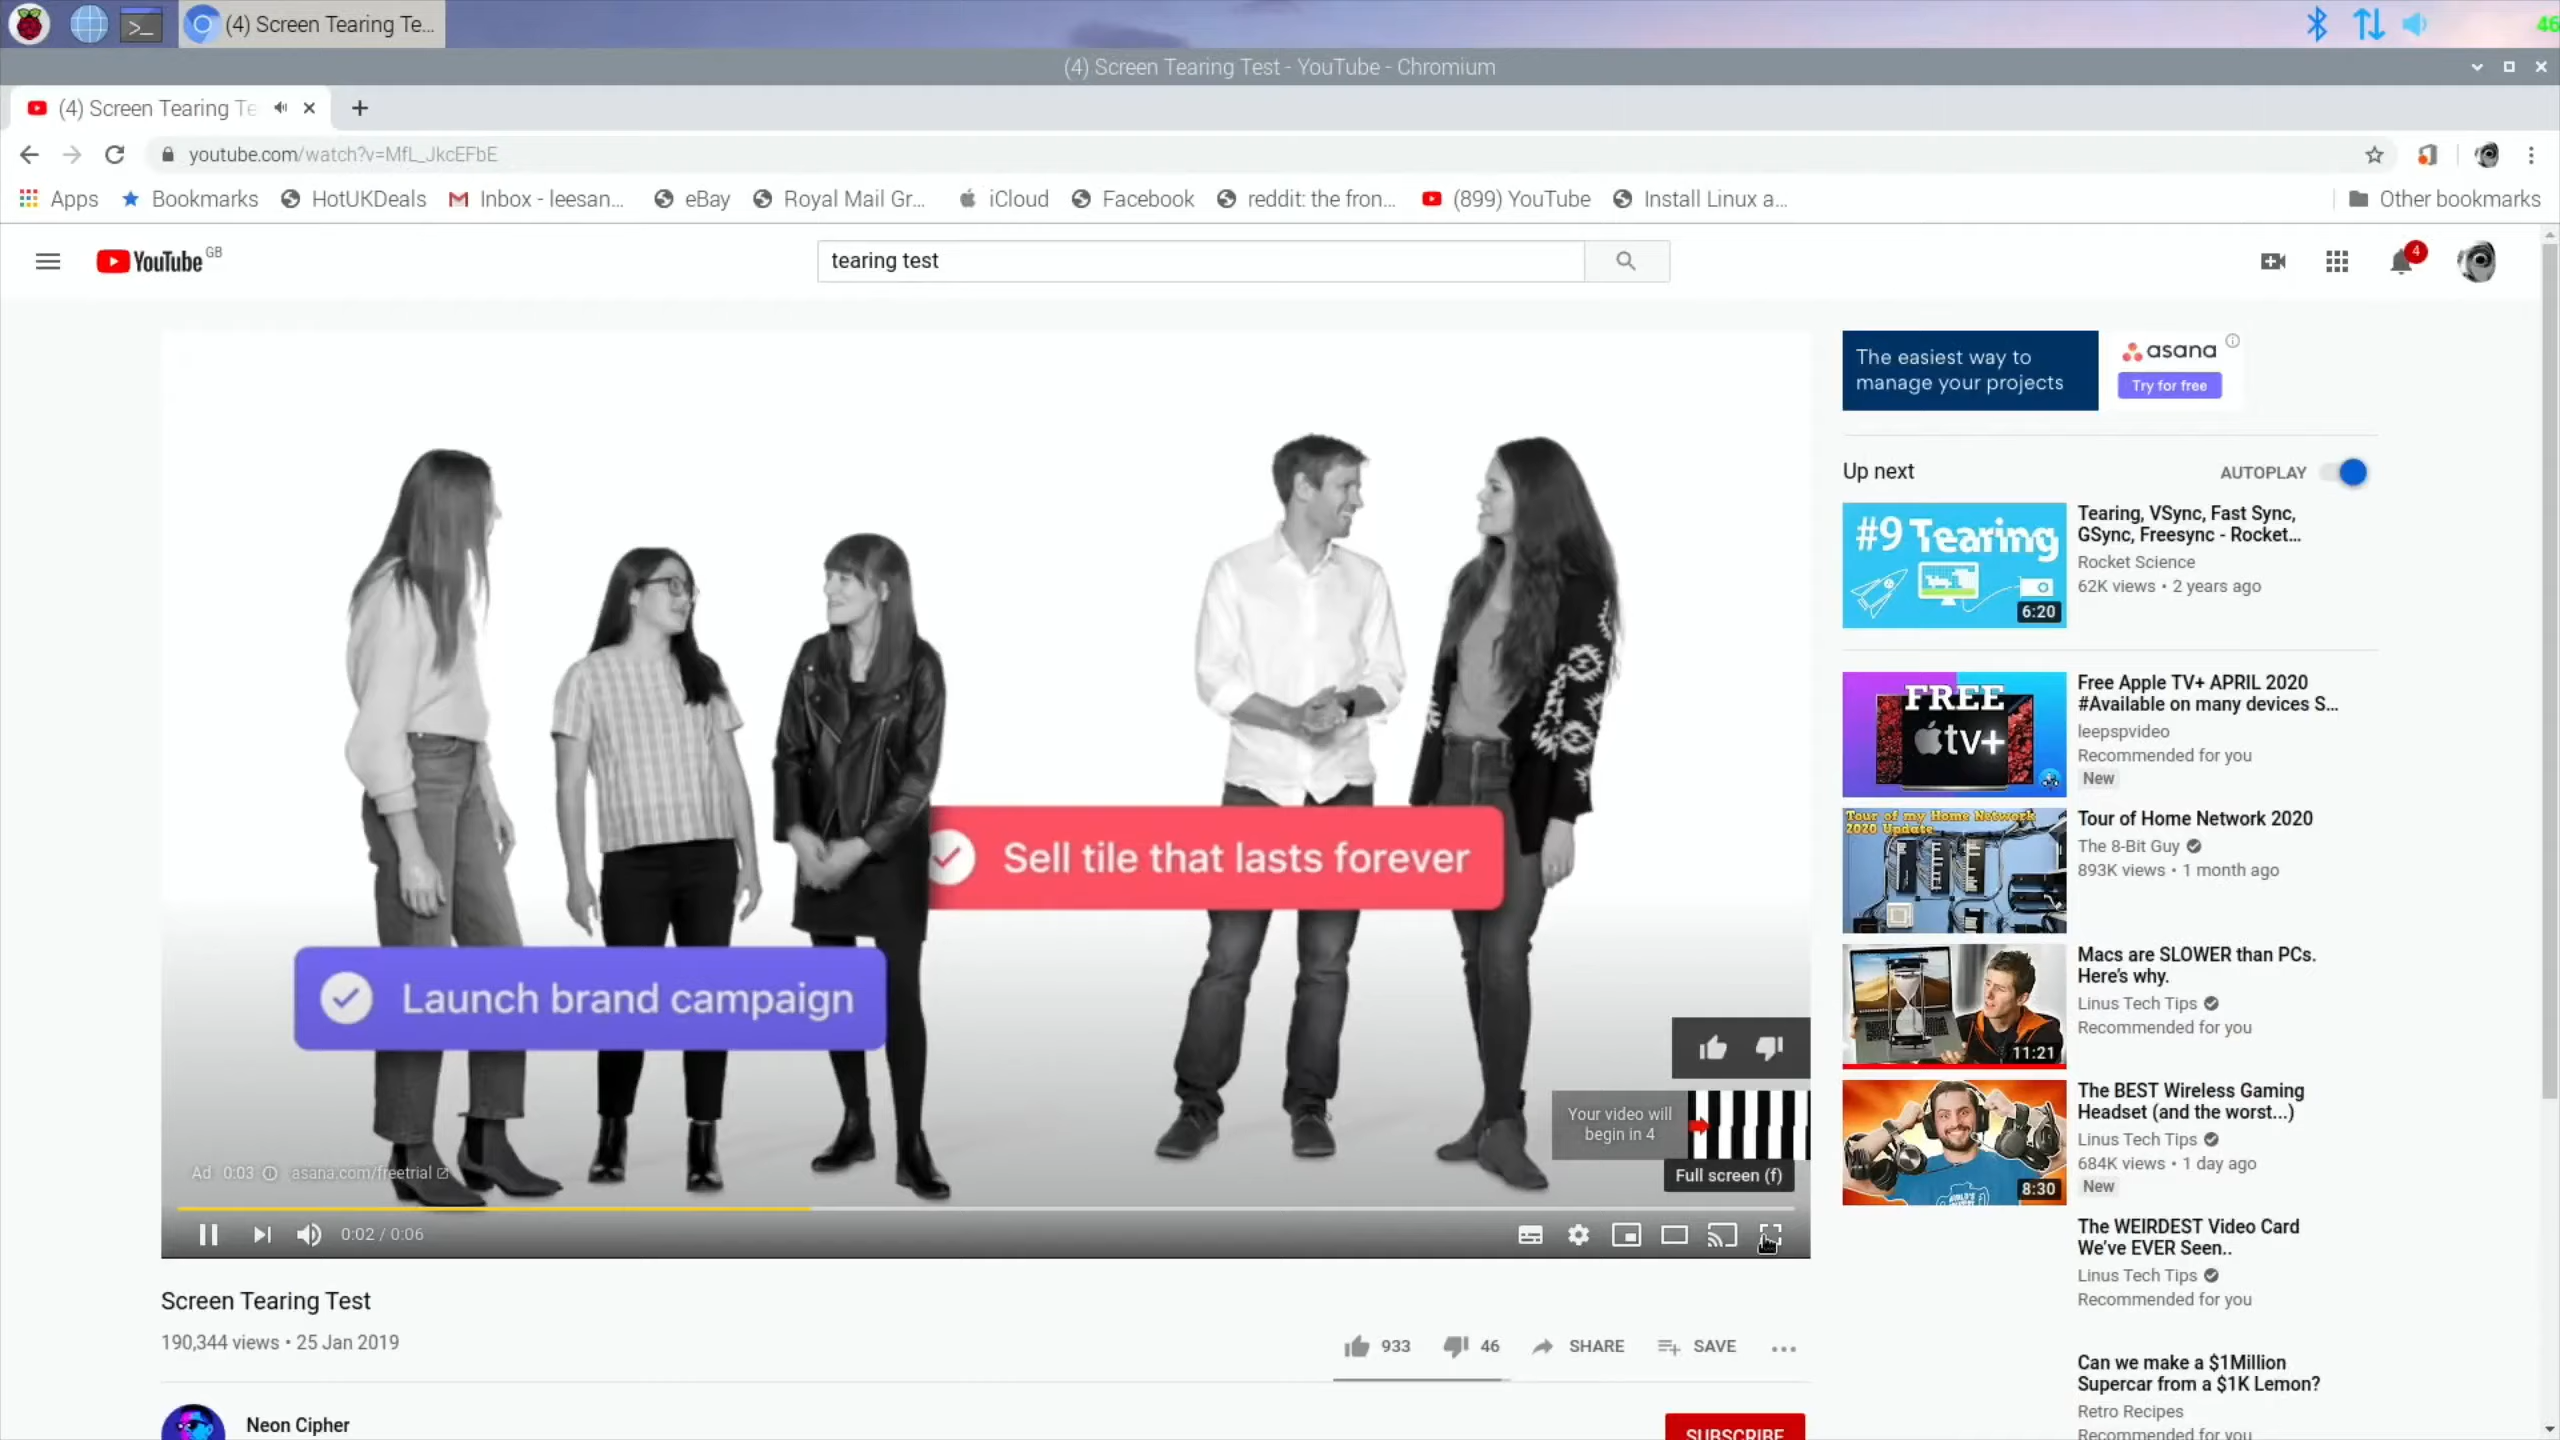 (4) Screen Tearing Te...
46
(4) Screen Tearing Test - YouTube - Chromium
(4) Screen Tearing Te
youtube.com/watch?v=MfL_JkcEFbE
Apps
Bookmarks
HotUKDeals
Inbox - leesan...
eBay
Royal Mail Gr...
iCloud
Facebook
reddit: the fron...
(899) YouTube
Install Linux a...
Other bookmarks
YouTube GB
tearing test
4
The easiest way to
manage your projects
asana
Try for free
Up next
AUTOPLAY
#9 Tearing
6:20
Tearing, VSync, Fast Sync,
GSync, Freesync - Rocket...
Rocket Science
62K views • 2 years ago
FREE
tv+
Free Apple TV+ APRIL 2020
#Available on many devices S...
leepspvideo
Recommended for you
New
Tour of my Home Network
2020 Update
Tour of Home Network 2020
The 8-Bit Guy
893K views • 1 month ago
11:21
Macs are SLOWER than PCs.
Here's why.
Linus Tech Tips
Recommended for you
8:30
The BEST Wireless Gaming
Headset (and the worst...)
Linus Tech Tips
684K views • 1 day ago
New
The WEIRDEST Video Card
We've EVER Seen..
Linus Tech Tips
Recommended for you
Can we make a $1Million
Supercar from a $1K Lemon?
Retro Recipes
Recommended for you
Sell tile that lasts forever
Launch brand campaign
Your video will
begin in 4
Full screen (f)
Ad 0:03 asana.com/freetrial
0:02 / 0:06
Screen Tearing Test
190,344 views • 25 Jan 2019
933
46
SHARE
SAVE
Neon Cipher
SUBSCRIBE